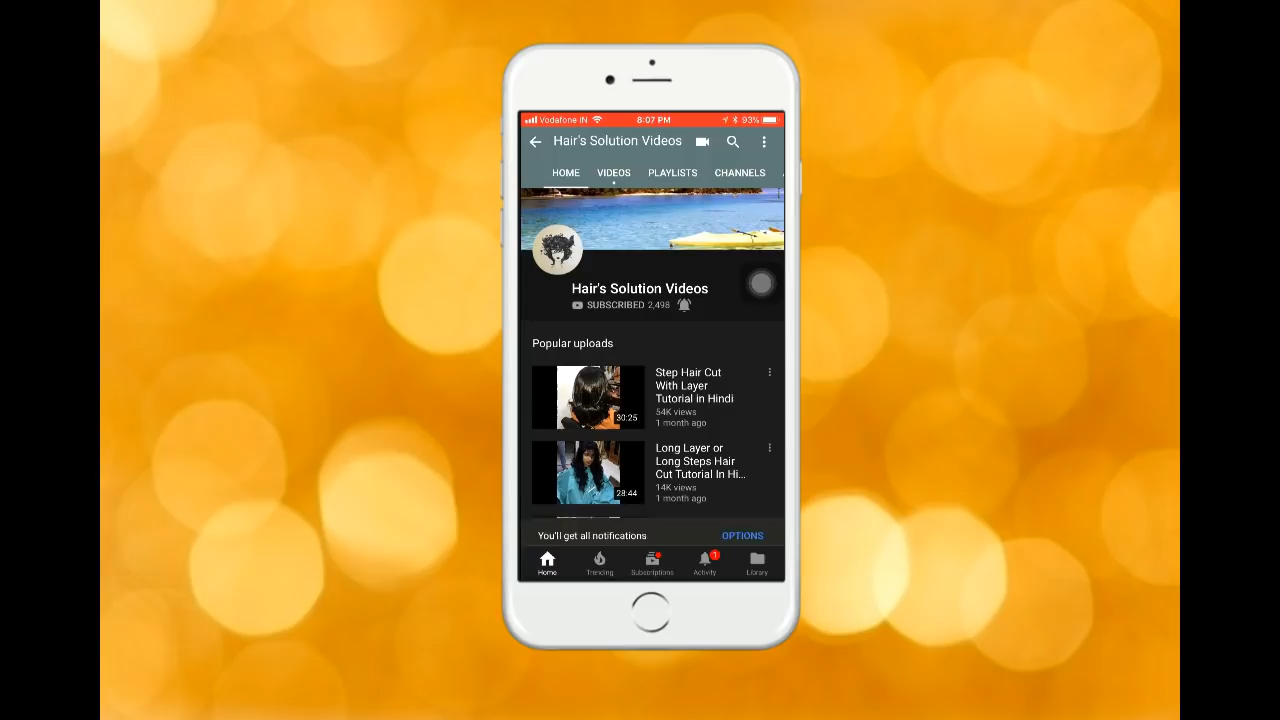 Vodafone IN 8:07 PM 93%
Hair's Solution Videos
HOME VIDEOS PLAYLISTS CHANNELS
Hair's Solution Videos
SUBSCRIBED 2,498
Popular uploads
Step Hair Cut
With Layer
Tutorial in Hindi
54K views
1 month ago
30:25
Long Layer or
Long Steps Hair
Cut Tutorial In Hi...
14K views
1 month ago
28:44
You'll get all notifications OPTIONS
1
Home Trending Subscriptions Activity Library